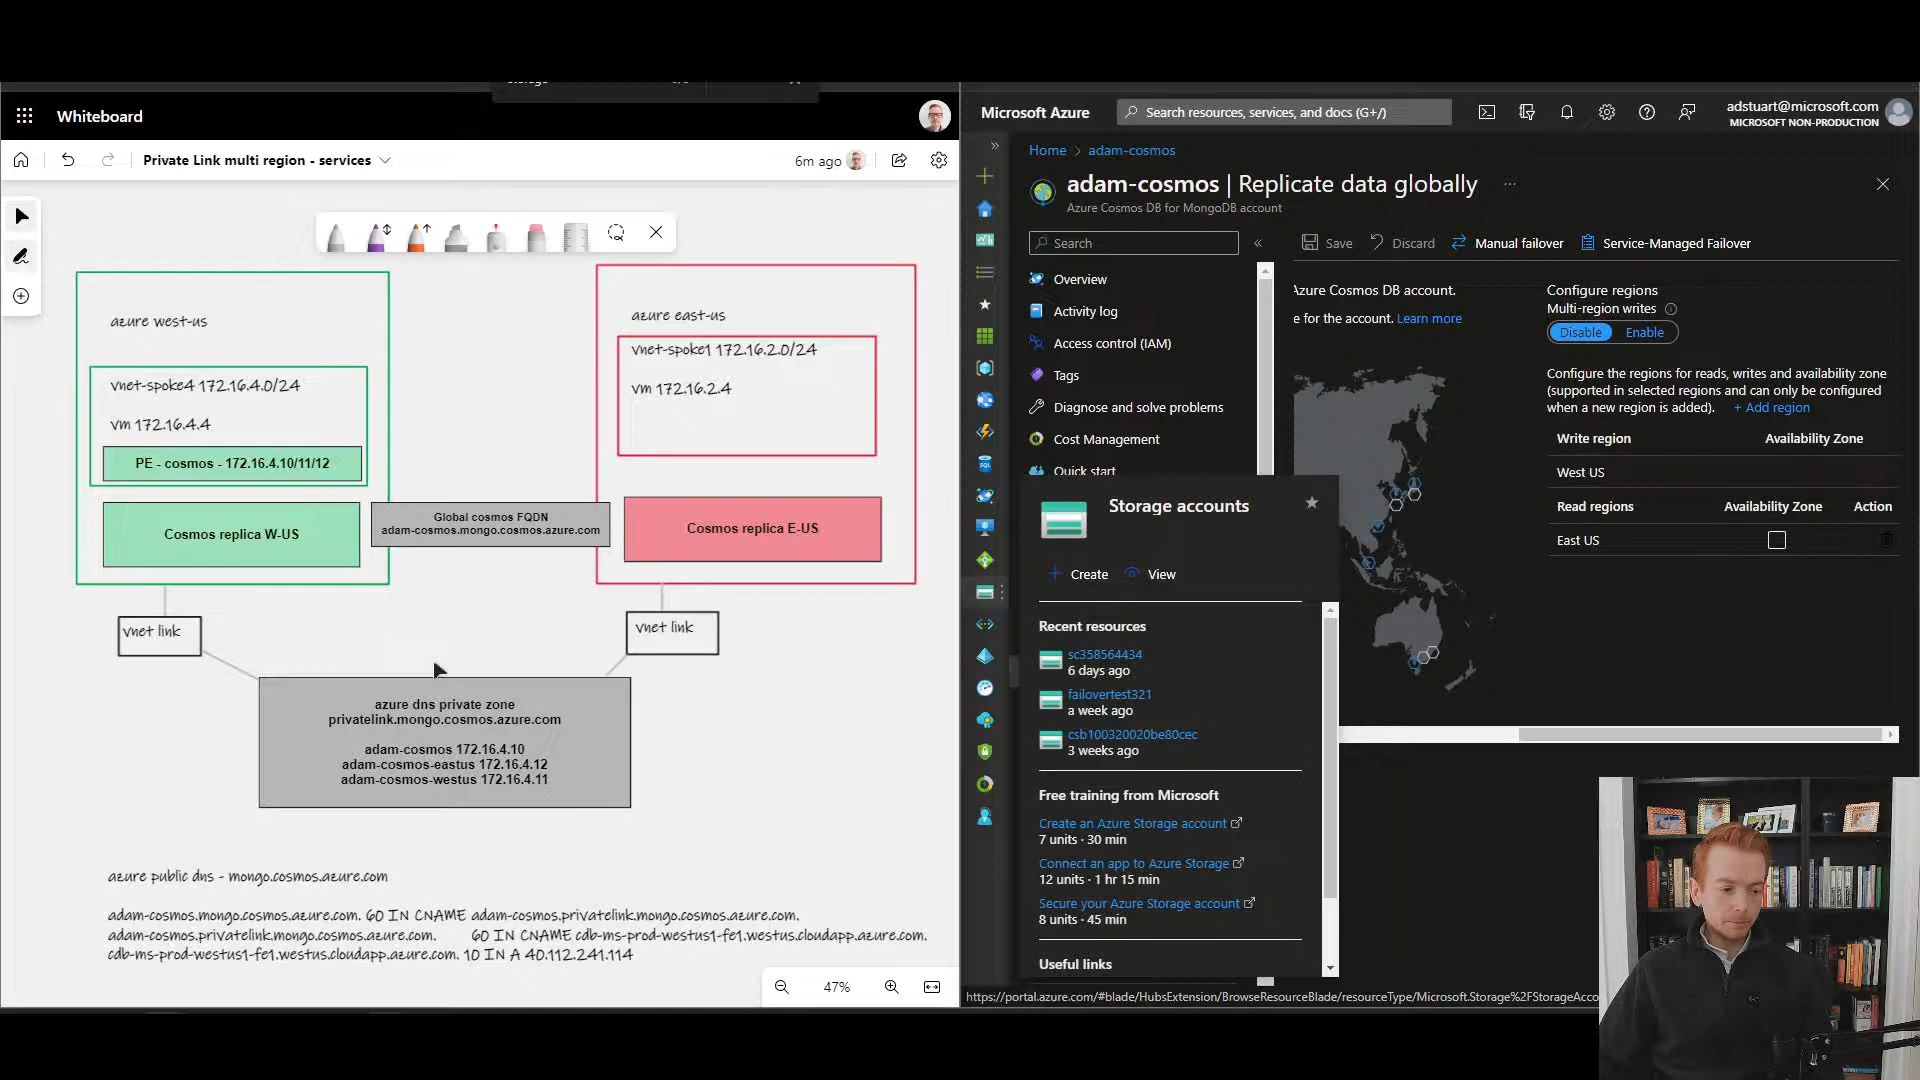 Whiteboard
Private Link multi region - services
6m ago
azure west-us
vnet-spoke4 172.16.4.0/24
vm 172.16.4.4
PE - cosmos - 172.16.4.10/11/12
Cosmos replica W-US
Global cosmos FQDN
adam-cosmos.mongo.cosmos.azure.com
azure east-us
vnet-spoke1 172.16.2.0/24
vm 172.16.2.4
Cosmos replica E-US
vnet link
vnet link
azure dns private zone
privatelink.mongo.cosmos.azure.com
adam-cosmos 172.16.4.10
adam-cosmos-eastus 172.16.4.12
adam-cosmos-westus 172.16.4.11
azure public dns - mongo.cosmos.azure.com
adam-cosmos.mongo.cosmos.azure.com. 60 IN CNAME adam-cosmos.privatelink.mongo.cosmos.azure.com.
adam-cosmos.privatelink.mongo.cosmos.azure.com. 60 IN CNAME cdb-ms-prod-westus1-fe1.westus.cloudapp.azure.com.
cdb-ms-prod-westus1-fe1.westus.cloudapp.azure.com. 10 IN A 40.112.241.114
47%
Microsoft Azure
Search resources, services, and docs (G+/)
adstuart@microsoft.com
MICROSOFT NON-PRODUCTION
Home > adam-cosmos
adam-cosmos | Replicate data globally
Azure Cosmos DB for MongoDB account
Search
Save
Discard
Manual failover
Service-Managed Failover
Overview
Activity log
Access control (IAM)
Tags
Diagnose and solve problems
Cost Management
Quick start
Azure Cosmos DB account.
e for the account. Learn more
Configure regions
Multi-region writes
Disable
Enable
Configure the regions for reads, writes and availability zone
(supported in selected regions and can only be configured
when a new region is added). + Add region
Write region
Availability Zone
West US
Read regions
Availability Zone
Action
East US
Storage accounts
Create
View
Recent resources
sc358564434
6 days ago
failovertest321
a week ago
csb100320020be80cec
3 weeks ago
Free training from Microsoft
Create an Azure Storage account
7 units · 30 min
Connect an app to Azure Storage
12 units · 1 hr 15 min
Secure your Azure Storage account
8 units · 45 min
Useful links
https://portal.azure.com/#blade/HubsExtension/BrowseResourceBlade/resourceType/Microsoft.Storage%2FStorageAcco